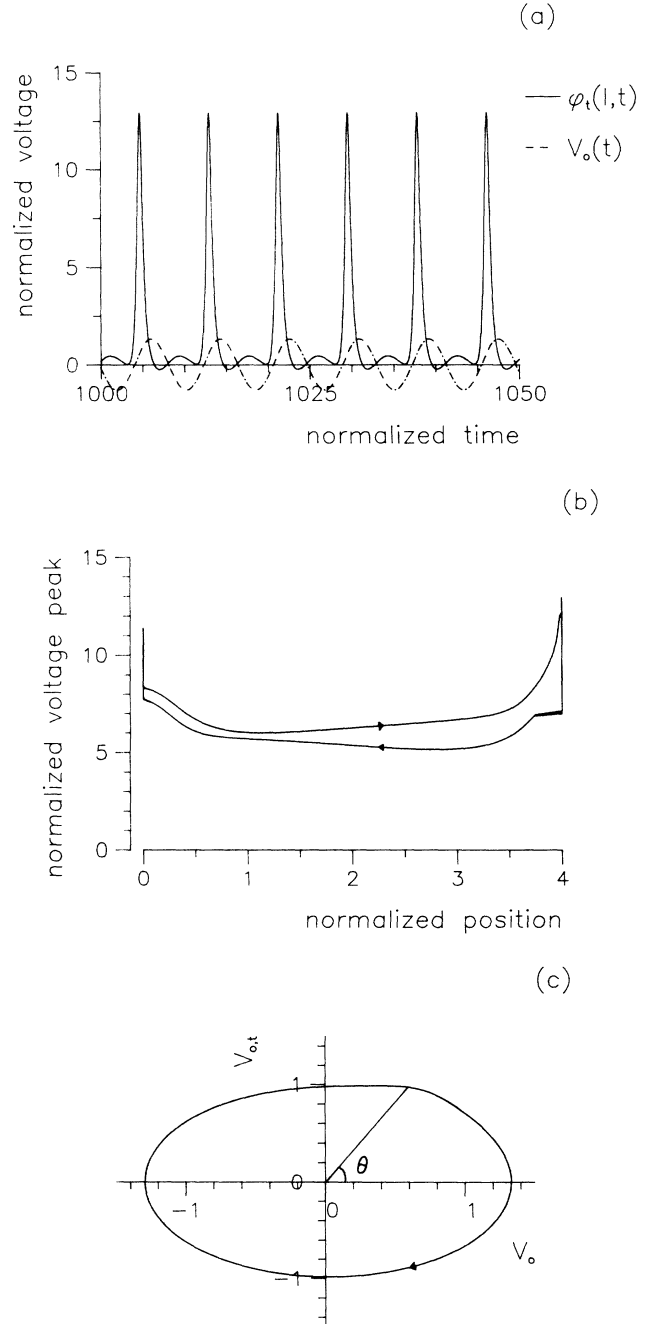 (a)
normalized voltage
15
10
5
0
1000
1025
1050
normalized time
φₜ(l,t)
Vₒ(t)
(b)
normalized voltage peak
15
10
5
0
0
1
2
3
4
normalized position
(c)
Vₒ,ₜ
1
0
−1
−1
0
1
θ
Vₒ